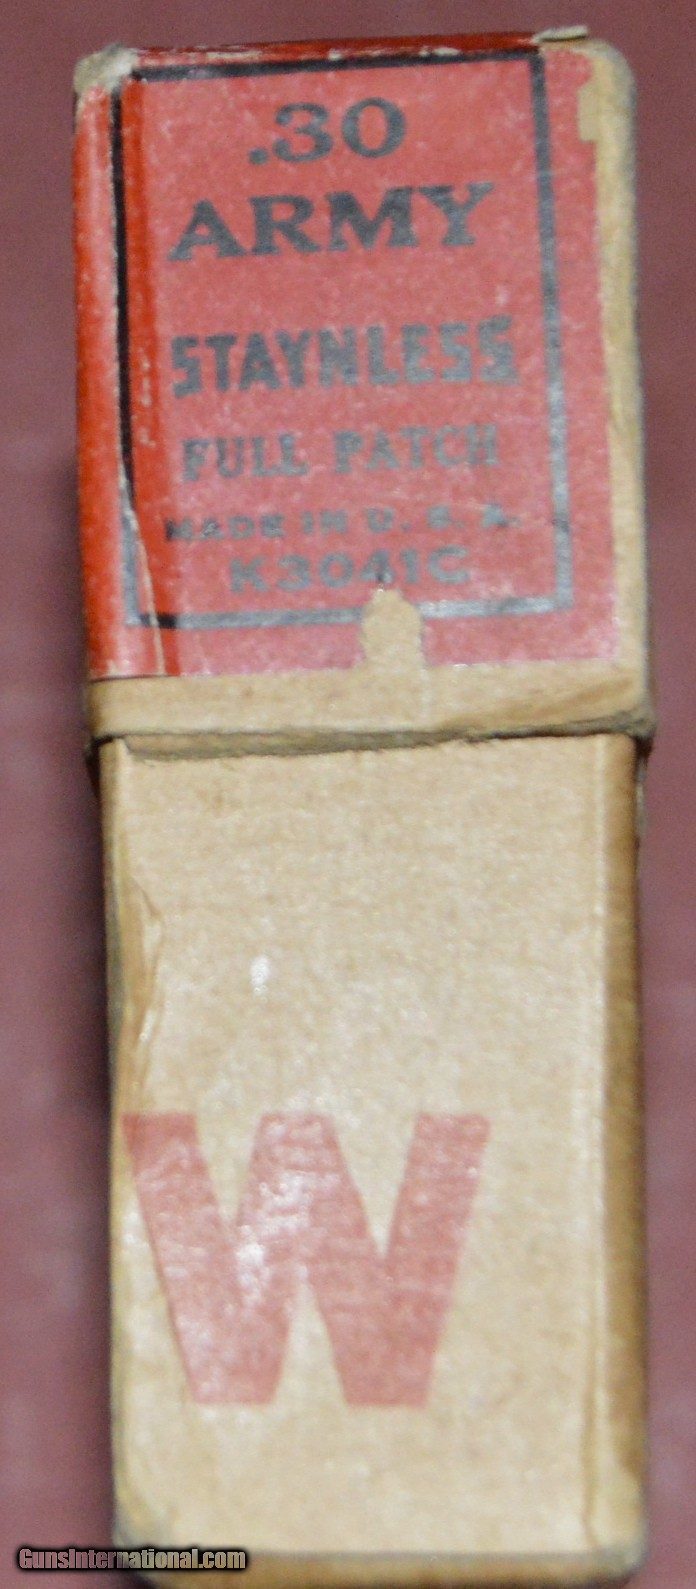 .30
ARMY
STAYNLESS
FULL PATCH
MADE IN U.S.A.
K3041C
W
GunsInternational.com